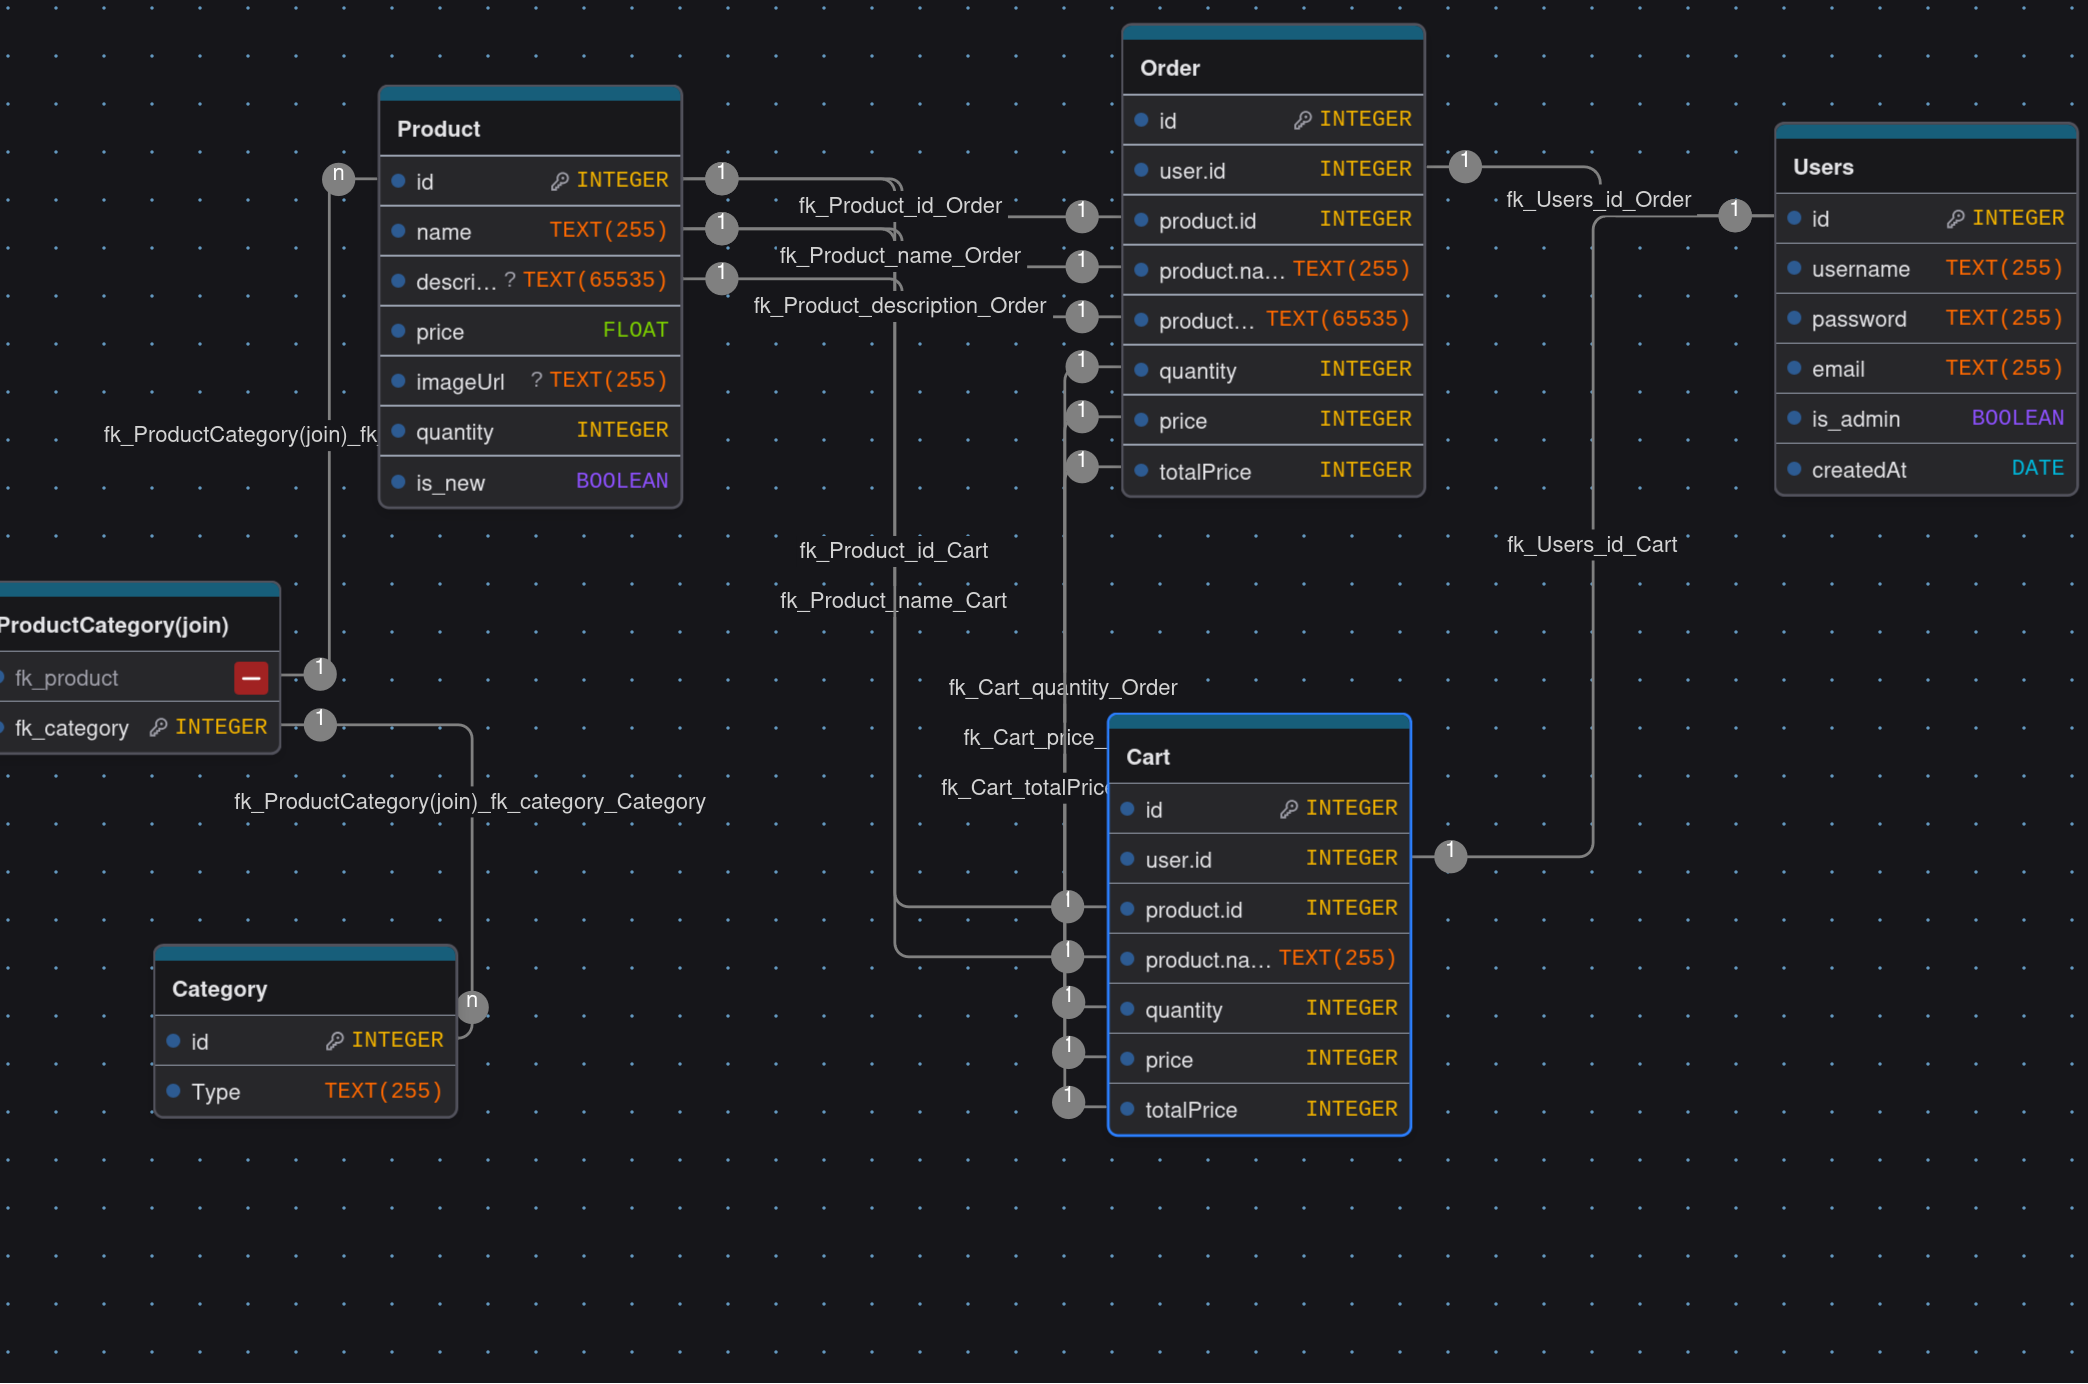 Product
id INTEGER
name TEXT(255)
descri... ? TEXT(65535)
price FLOAT
imageUrl ? TEXT(255)
quantity INTEGER
is_new BOOLEAN
Order
id INTEGER
user.id INTEGER
product.id INTEGER
product.na... TEXT(255)
product... TEXT(65535)
quantity INTEGER
price INTEGER
totalPrice INTEGER
Users
id INTEGER
username TEXT(255)
password TEXT(255)
email TEXT(255)
is_admin BOOLEAN
createdAt DATE
n
1
1
1
fk_Product_id_Order
fk_Product_name_Order
fk_Product_description_Order
1
1
1
1
1
1
1
fk_Users_id_Order
1
fk_ProductCategory(join)_fk_
fk_Product_id_Cart
fk_Product_name_Cart
fk_Users_id_Cart
ProductCategory(join)
fk_product
fk_category INTEGER
1
1
fk_ProductCategory(join)_fk_category_Category
fk_Cart_quantity_Order
fk_Cart_price_
fk_Cart_totalPrice
Cart
id INTEGER
user.id INTEGER
product.id INTEGER
product.na... TEXT(255)
quantity INTEGER
price INTEGER
totalPrice INTEGER
1
1
1
1
1
1
Category
id INTEGER
Type TEXT(255)
n